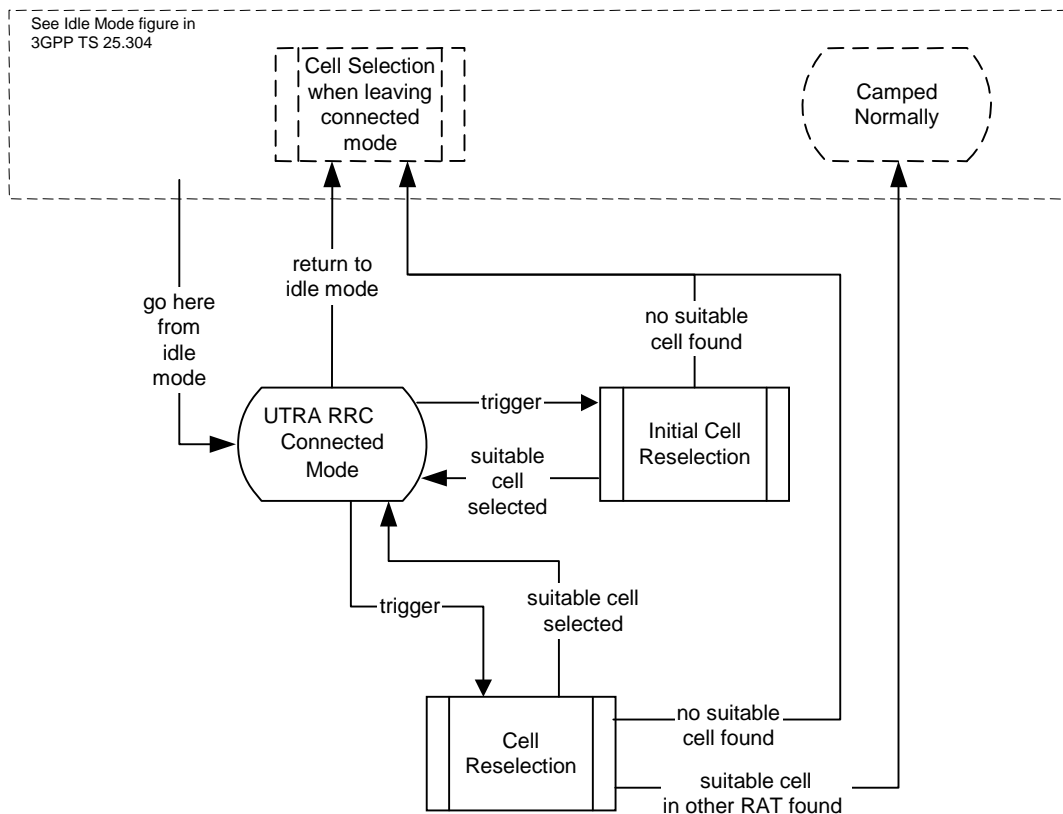 See Idle Mode figure in
3GPP TS 25.304
Cell Selection
when leaving
connected
mode
Camped
Normally
return to
idle mode
go here
from
idle
mode
no suitable
cell found
UTRA RRC
Connected
Mode
trigger
Initial Cell
Reselection
suitable
cell
selected
trigger
suitable cell
selected
Cell
Reselection
no suitable
cell found
suitable cell
in other RAT found